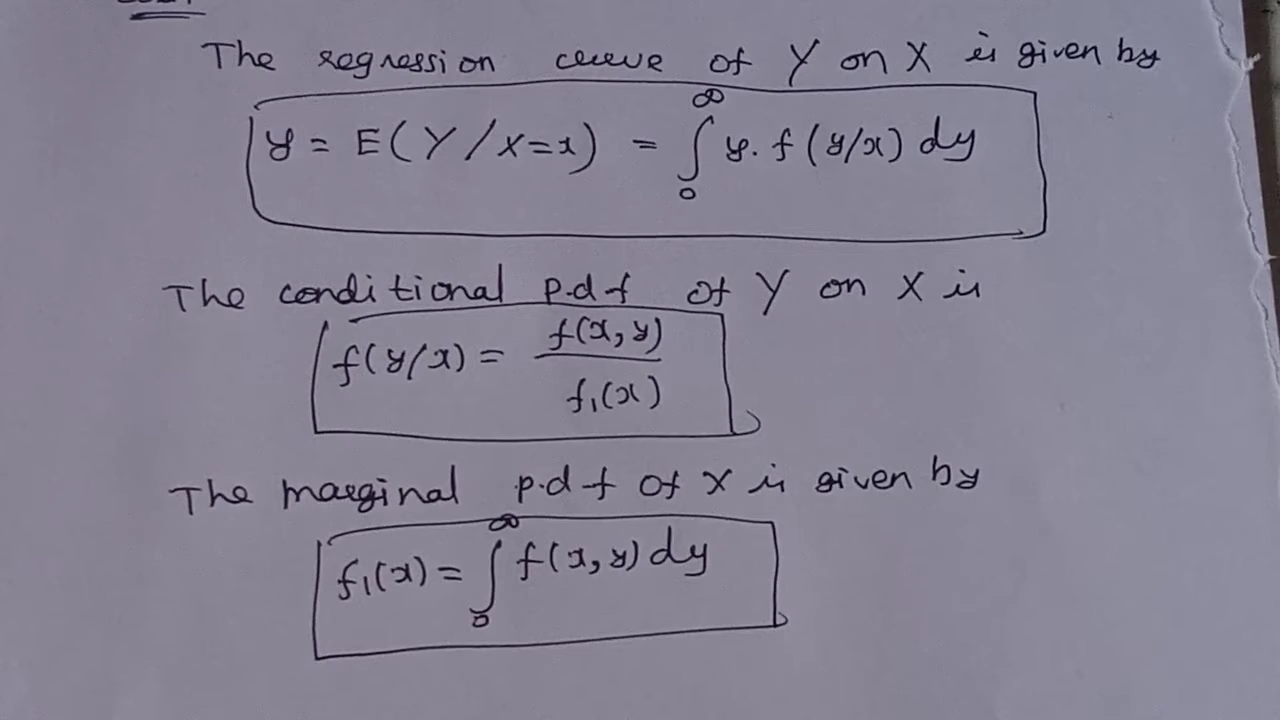 The regression curve of Y on X is given by
y = E(Y/X=x) = ∫₀^∞ y. f(y/x) dy
The conditional p.d.f of Y on X is
f(y/x) = f(x,y) / f₁(x)
The marginal p.d.f of X is given by
f₁(x) = ∫₀^∞ f(x,y) dy